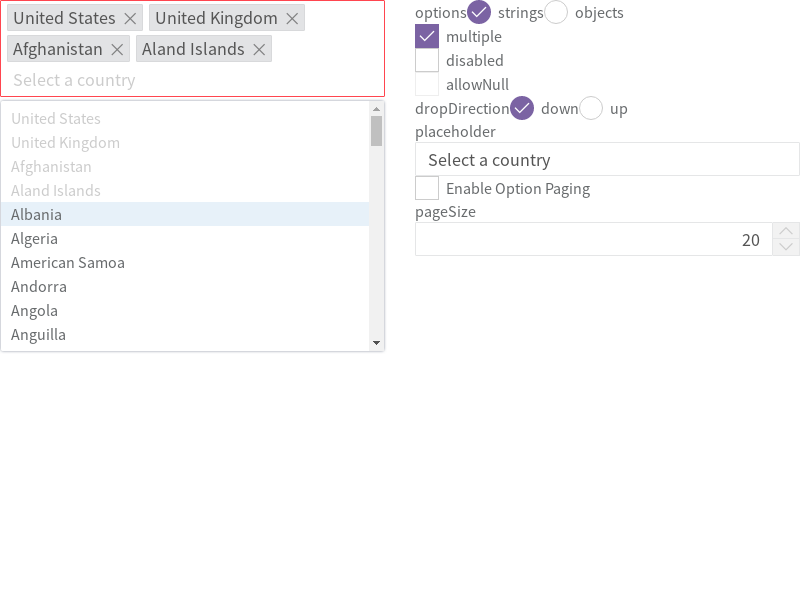 United States United Kingdom
Afghanistan Aland Islands
Select a country
United States
United Kingdom
Afghanistan
Aland Islands
Albania
Algeria
American Samoa
Andorra
Angola
Anguilla
options strings objects
multiple
disabled
allowNull
dropDirection down up
placeholder
Select a country
Enable Option Paging
pageSize
20